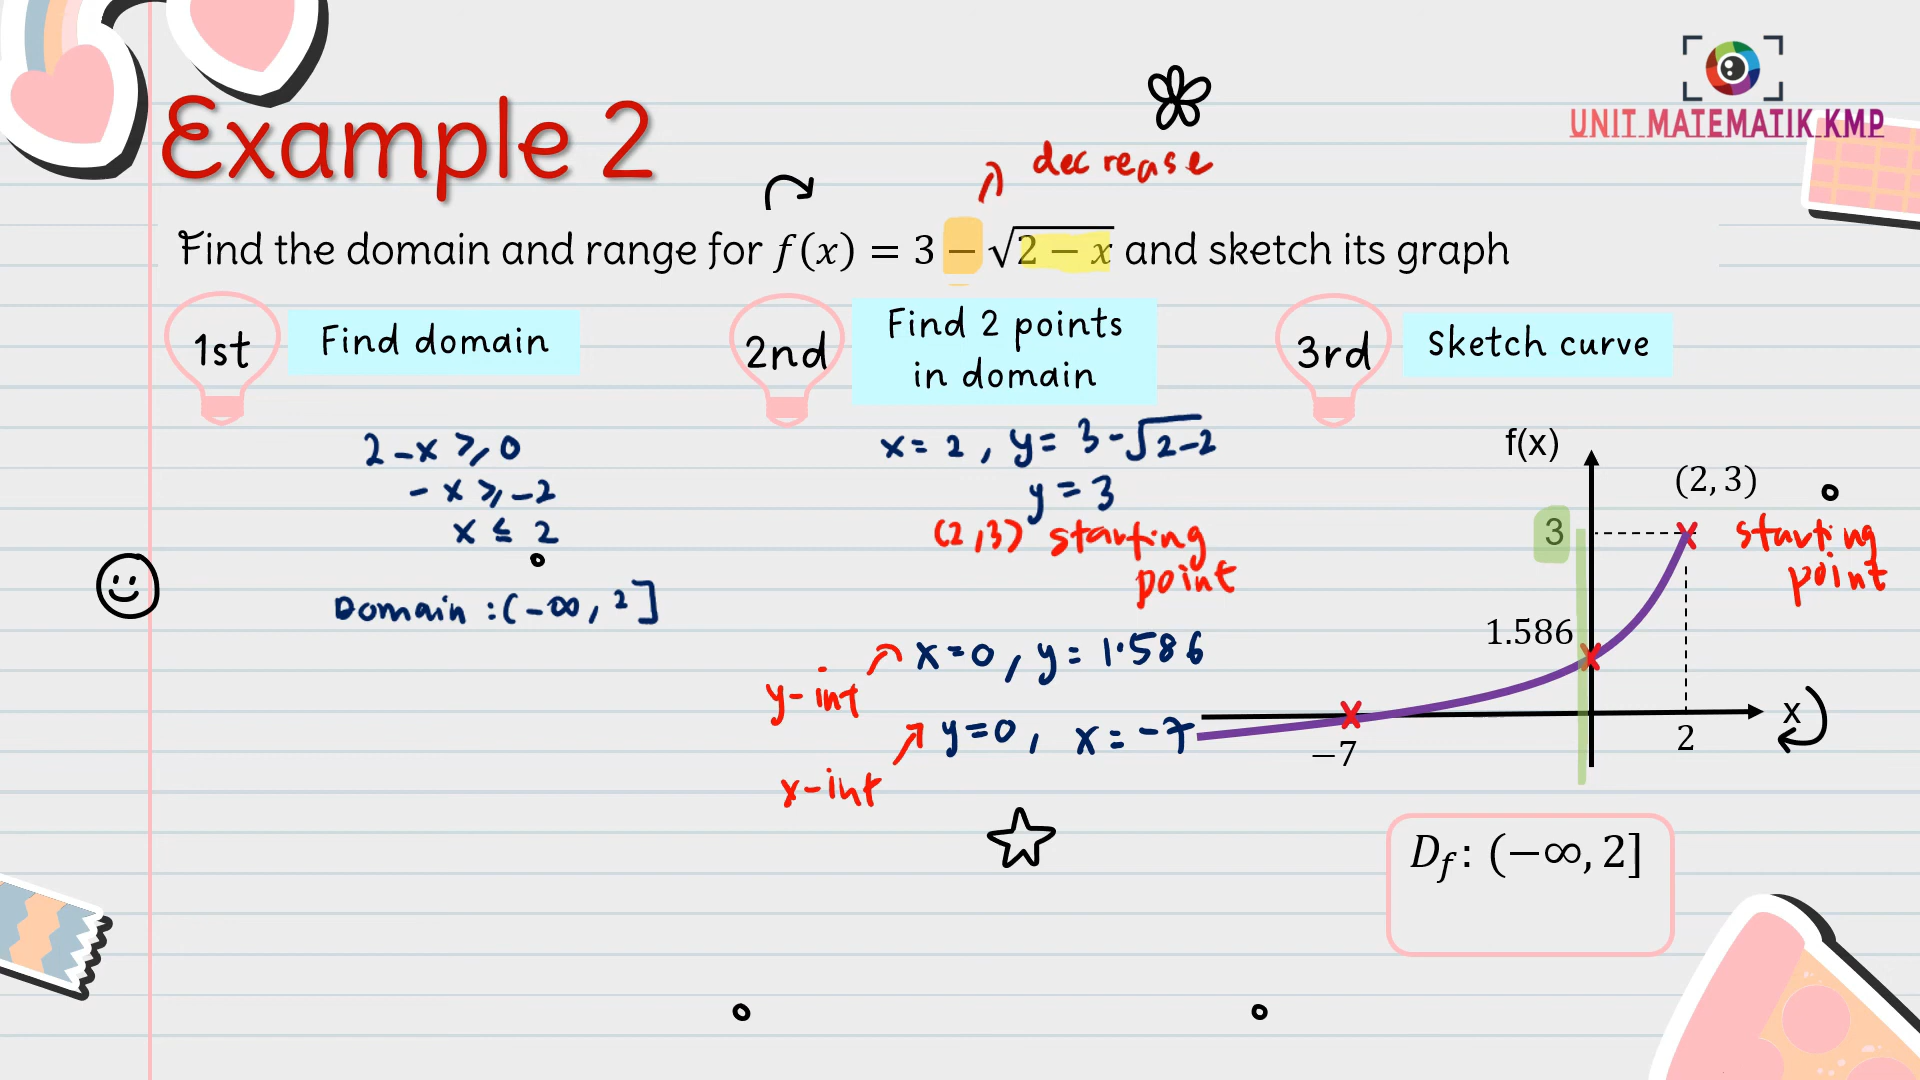 UNIT MATEMATIK KMP
Example 2
decrease
Find the domain and range for f(x) = 3 − √(2 − x) and sketch its graph
1st
Find domain
2 - x ≥ 0
- x ≥ -2
x ≤ 2
Domain : (-∞, 2]
2nd
Find 2 points
in domain
x = 2, y = 3 - √(2-2)
y = 3
(2,3) starting
point
x=0, y= 1.586
y-int
y=0, x= -7
x-int
3rd
Sketch curve
f(x)
(2, 3)
3
starting
point
1.586
x
−7
2
D_f: (−∞, 2]